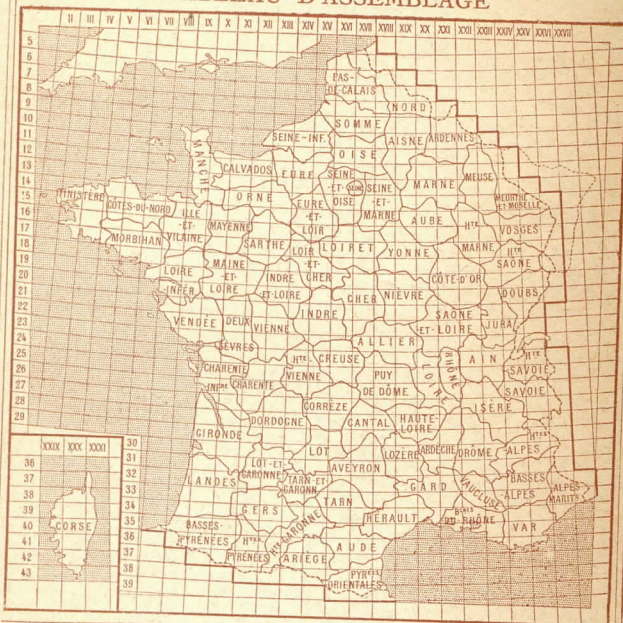 D'ASSEMBLAGE
II III IV V VI VII VIII IX X XI XII XIII XIV XV XVI XVII XVIII XIX XX XXI XXII XXIII XXIV XXV XXVI XXVII
5
6
7
8
9
10
11
12
13
14
15
16
17
18
19
20
21
22
23
24
25
26
27
28
29
PAS-
DE-CALAIS
NORD
SOMME
SEINE-INF.
AISNE
ARDENNES
OISE
MANCHE
CALVADOS
EURE
SEINE
-ET-
OISE
SEINE
SEINE
-ET-
MARNE
MARNE
MEUSE
MEURTHE
-ET-MOSELLE
FINISTÈRE
CÔTES-DU-NORD
ILLE
-ET-
VILAINE
ORNE
EURE
-ET-
LOIR
AUBE
HTE
MARNE
VOSGES
MORBIHAN
MAYENNE
SARTHE
LOIR
-ET-
CHER
LOIRET
YONNE
HTE
SAÔNE
LOIRE
INFÉR
MAINE
-ET-
LOIRE
INDRE
-ET-LOIRE
CÔTE-D'OR
DOUBS
VENDÉE
DEUX
SÈVRES
VIENNE
INDRE
CHER
NIÈVRE
SAÔNE
-ET-LOIRE
JURA
ALLIER
CHARENTE
INFRE
CHARENTE
HTE
VIENNE
CREUSE
PUY
DE DÔME
LOIRE
RHÔNE
AIN
HTE
SAVOIE
SAVOIE
CORRÈZE
ISÈRE
DORDOGNE
CANTAL
HAUTE-
LOIRE
GIRONDE
LOT
LOZÈRE
ARDÈCHE
DRÔME
HTES
ALPES
LOT-ET-
GARONNE
AVEYRON
LANDES
TARN-ET
GARONN
GARD
VAUCLUSE
BASSES
ALPES
ALPES
MARITS
GERS
TARN
HTE GARONNE
HÉRAULT
BCHES
DU-RHÔNE
VAR
BASSES-
PYRÉNÉES
HTES
PYRÉNÉES
ARIÈGE
AUDE
PYRÉES
ORIENTALES
30
31
32
33
34
35
36
37
38
39
XXIX XXX XXXI
36
37
38
39
40
41
42
43
CORSE